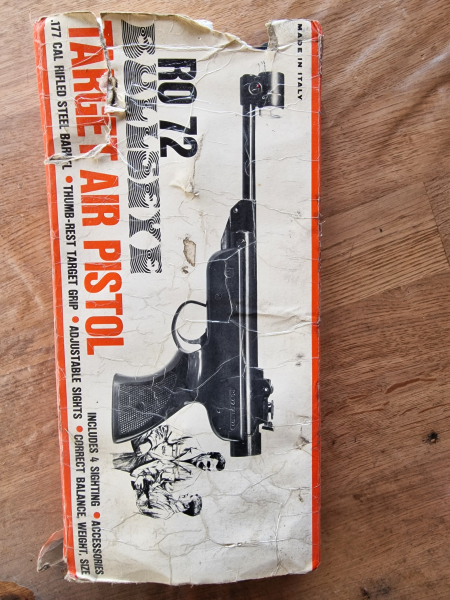 MADE IN ITALY
RO 72
BULLSEYE
TARGET AIR PISTOL
.177 CAL RIFLED STEEL BARREL • THUMB-REST TARGET GRIP • ADJUSTABLE SIGHTS • CORRECT BALANCE, WEIGHT, SIZE
INCLUDES 4 SIGHTING • ACCESSORIES